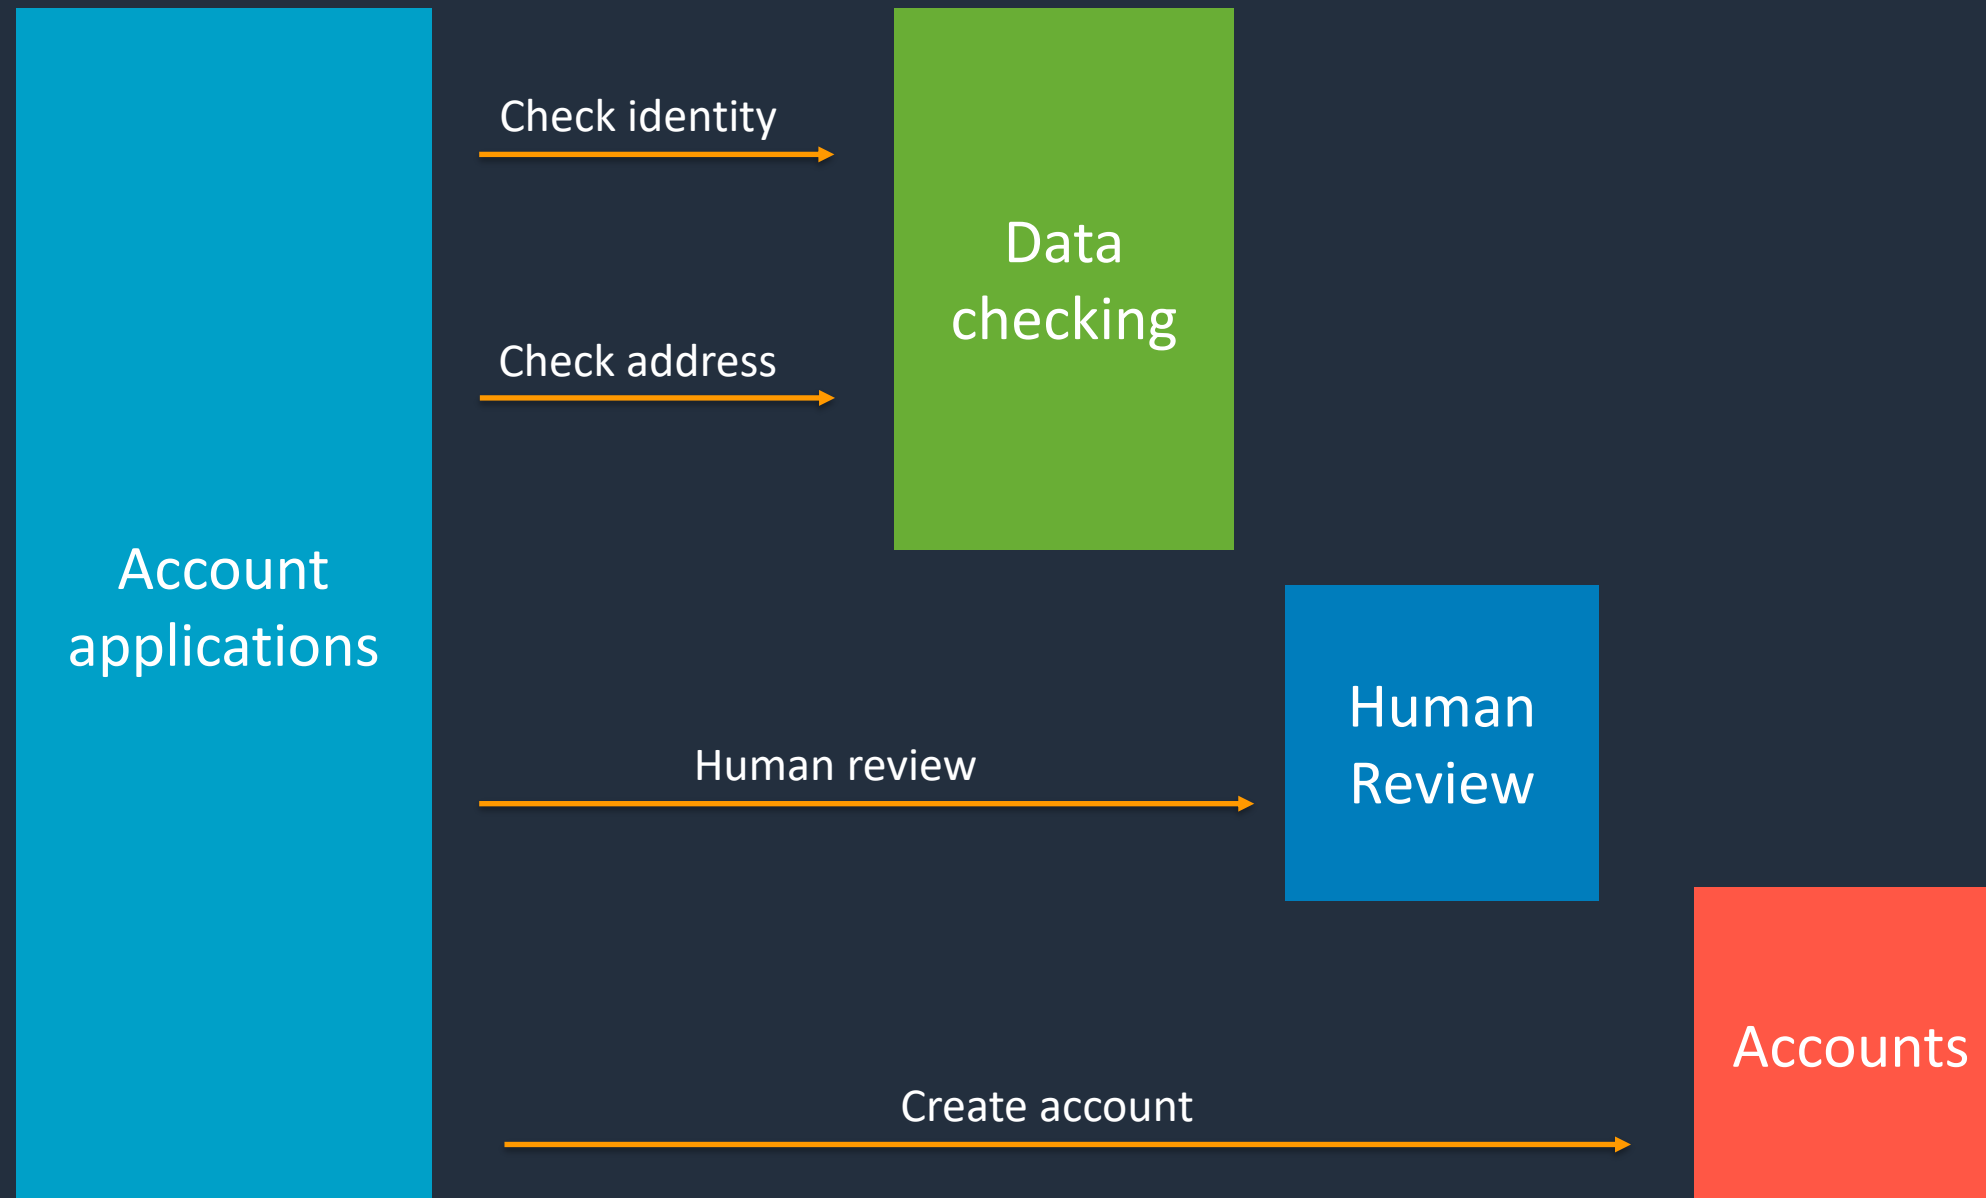 Check identity
Data
checking
Check address
Account
applications
Human
Review
Human review
Accounts
Create account